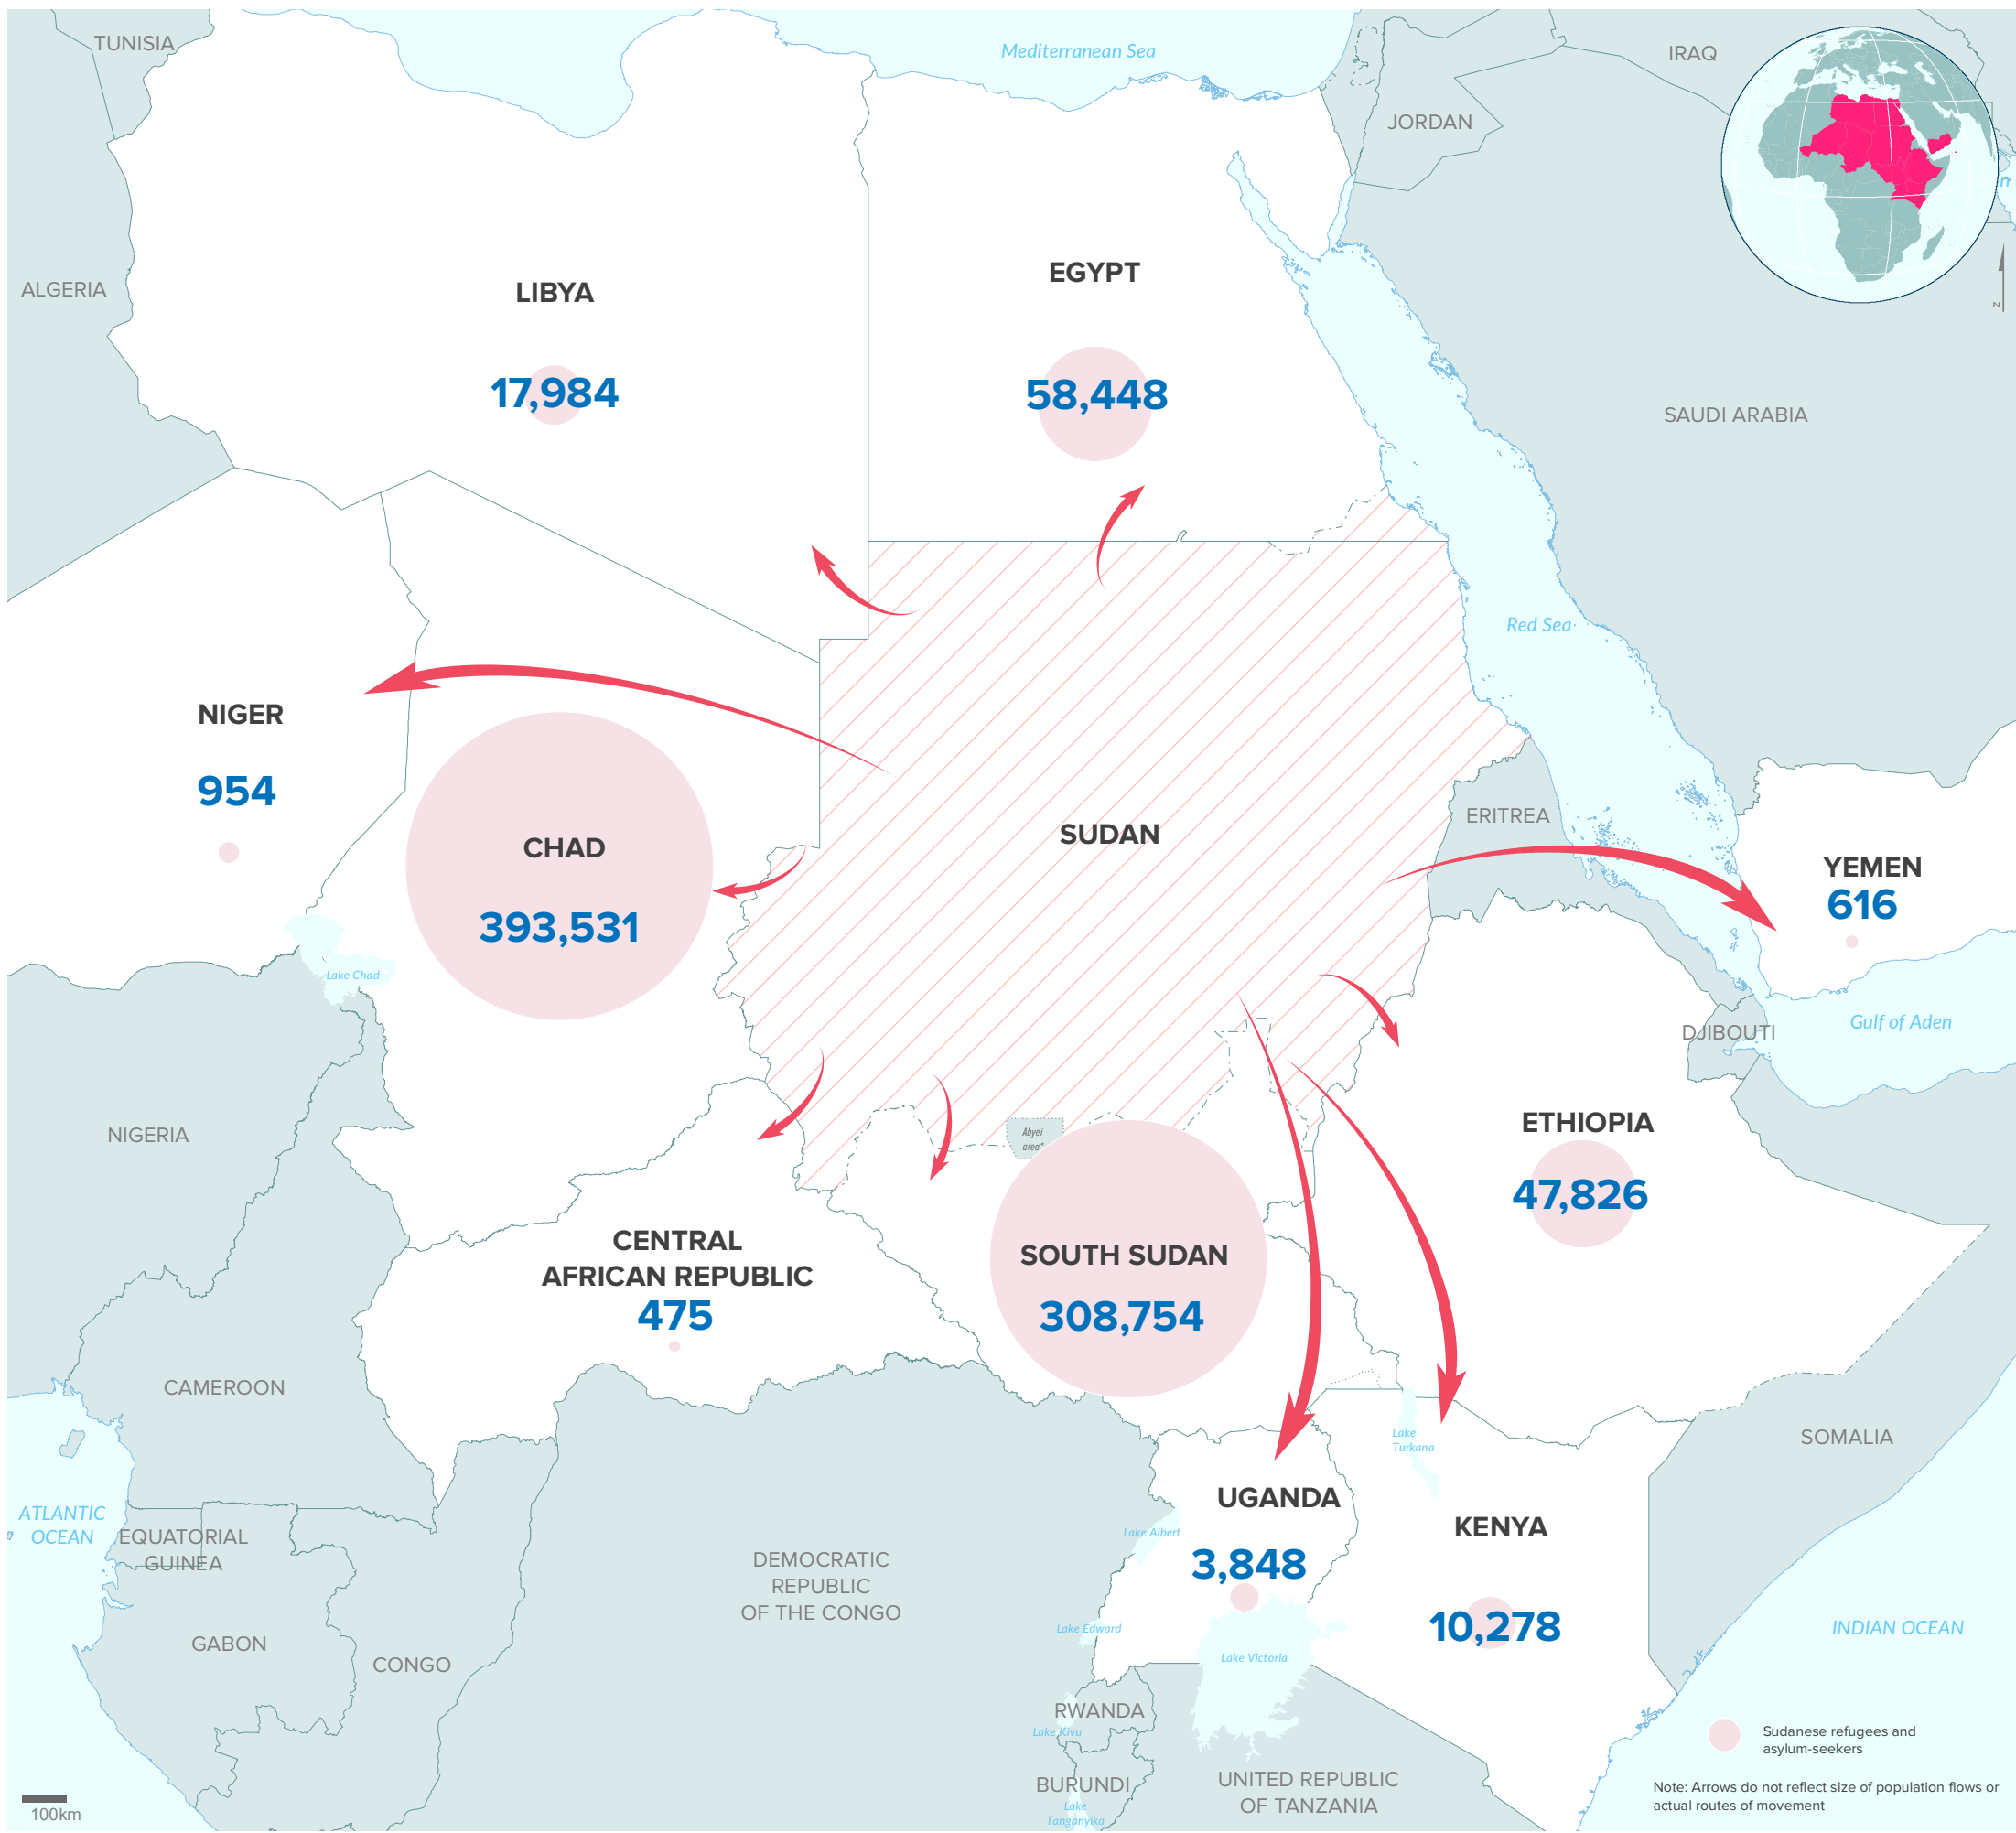 TUNISIA
Mediterranean Sea
IRAQ
JORDAN
N
ALGERIA
LIBYA
17,984
EGYPT
58,448
SAUDI ARABIA
Red Sea
NIGER
954
CHAD
393,531
SUDAN
ERITREA
YEMEN
616
Lake Chad
Gulf of Aden
DJIBOUTI
NIGERIA
Abyei
area*
ETHIOPIA
47,826
CENTRAL
AFRICAN REPUBLIC
475
SOUTH SUDAN
308,754
CAMEROON
SOMALIA
Lake
Turkana
ATLANTIC
OCEAN
EQUATORIAL
GUINEA
UGANDA
3,848
KENYA
10,278
Lake Albert
DEMOCRATIC
REPUBLIC
OF THE CONGO
Lake Edward
Lake Victoria
INDIAN OCEAN
GABON
CONGO
RWANDA
Lake Kivu
BURUNDI
Lake
Tanganyika
UNITED REPUBLIC
OF TANZANIA
Sudanese refugees and
asylum-seekers
Note: Arrows do not reflect size of population flows or
actual routes of movement
100km